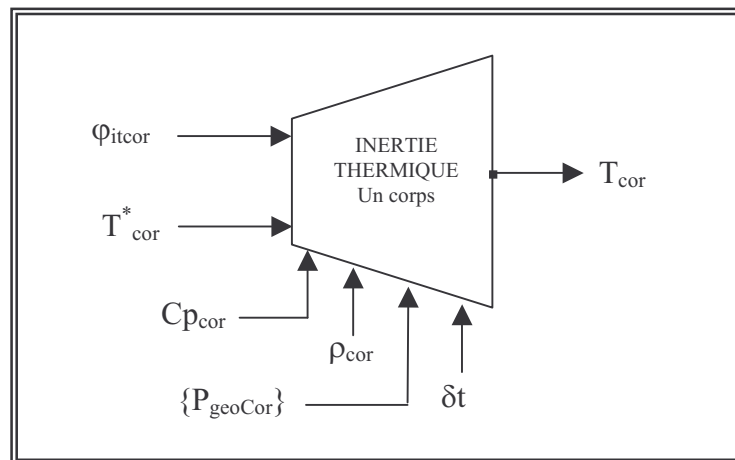 φitcor
INERTIE
THERMIQUE
Un corps
Tcor
T*cor
Cpcor
ρcor
{PgeoCor}
δt